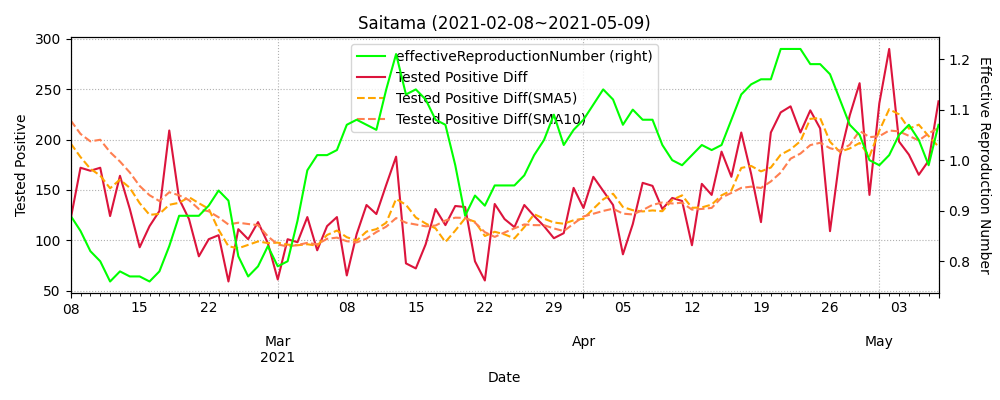 Saitama (2021-02-08~2021-05-09)
effectiveReproductionNumber (right)
Tested Positive Diff
Tested Positive Diff(SMA5)
Tested Positive Diff(SMA10)
Tested Positive
300
250
200
150
100
50
Effective Reproduction Number
1.2
1.1
1.0
0.9
0.8
08 15 22 08 15 22 29 05 12 19 26 03
Mar Apr May
2021
Date